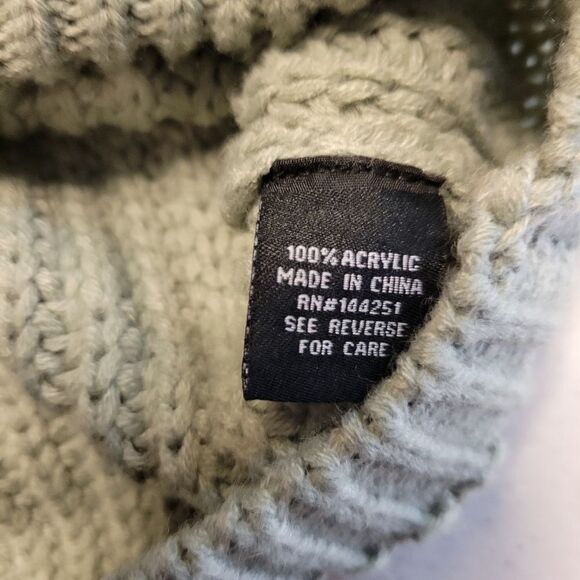 100% ACRYLIC
MADE IN CHINA
RN#144251
SEE REVERSE
FOR CARE